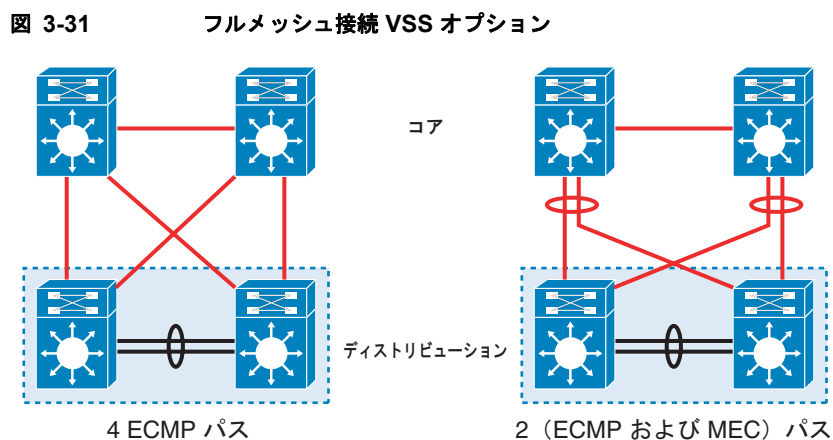 図 3-31 フルメッシュ接続 VSS オプション
コア
ディストリビューション
4 ECMP パス
2（ECMP および MEC）パス